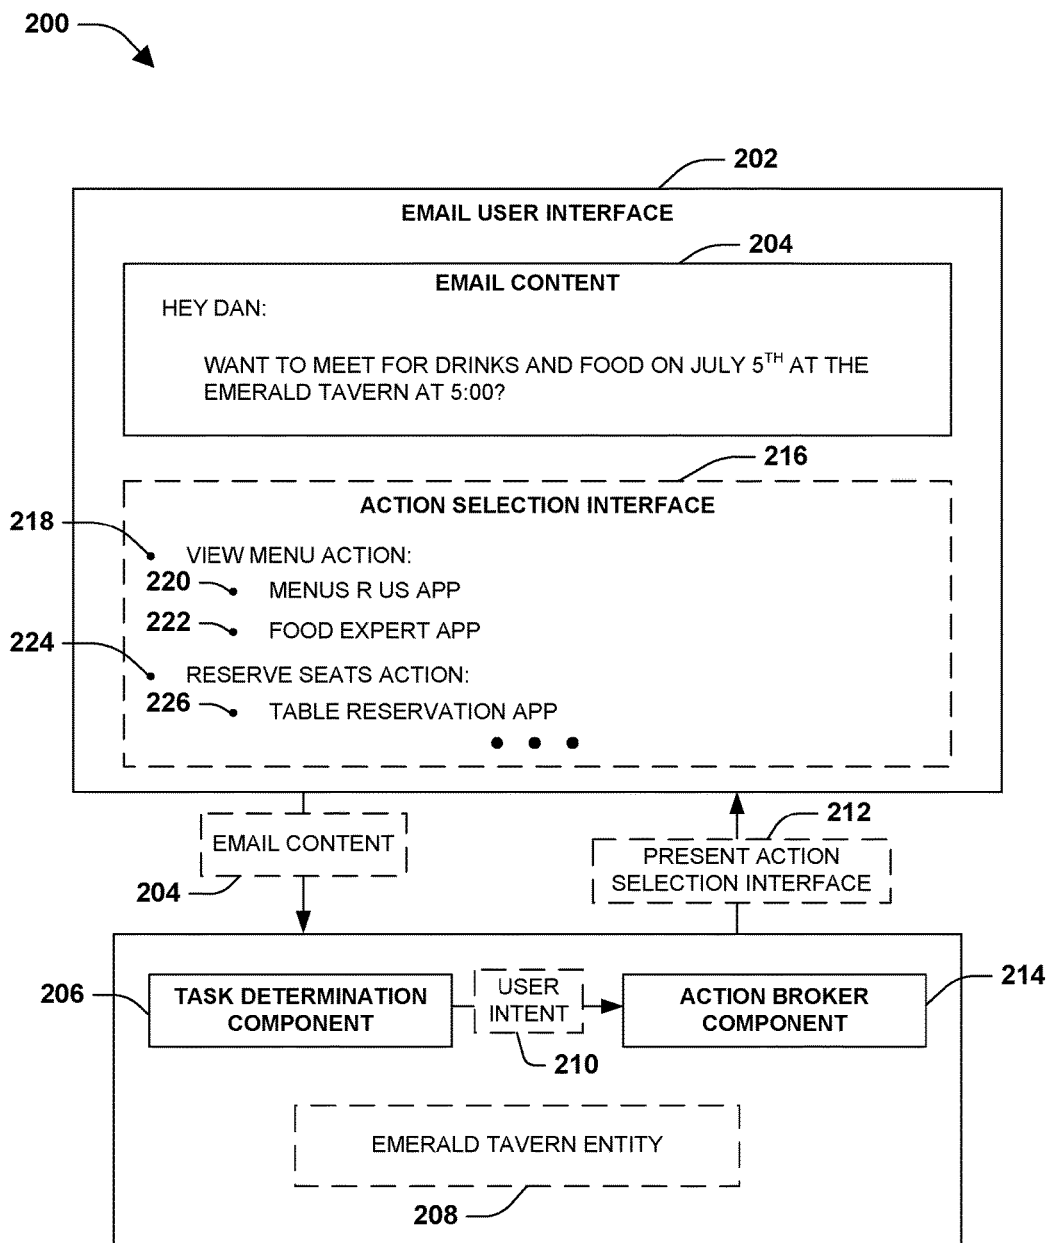 200
202
EMAIL USER INTERFACE
204
EMAIL CONTENT
HEY DAN:
WANT TO MEET FOR DRINKS AND FOOD ON JULY 5TH AT THE
EMERALD TAVERN AT 5:00?
216
ACTION SELECTION INTERFACE
218
VIEW MENU ACTION:
220
MENUS R US APP
222
FOOD EXPERT APP
224
RESERVE SEATS ACTION:
226
TABLE RESERVATION APP
• • •
EMAIL CONTENT
204
212
PRESENT ACTION
SELECTION INTERFACE
206
TASK DETERMINATION
COMPONENT
USER
INTENT
210
ACTION BROKER
COMPONENT
214
EMERALD TAVERN ENTITY
208